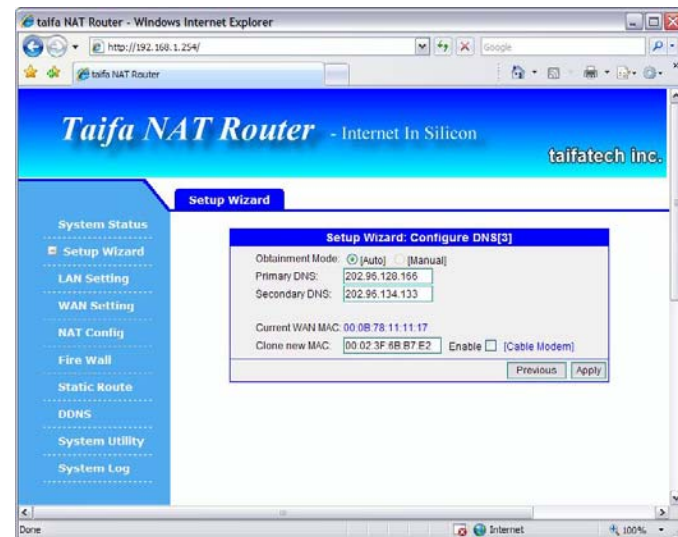 taifa NAT Router - Windows Internet Explorer
http://192.168.1.254/
Google
taifa NAT Router
Taifa NAT Router - Internet In Silicon
taifatech inc.
Setup Wizard
System Status
Setup Wizard
LAN Setting
WAN Setting
NAT Config
Fire Wall
Static Route
DDNS
System Utility
System Log
Setup Wizard: Configure DNS[3]
Obtainment Mode: [Auto] [Manual]
Primary DNS: 202.96.128.166
Secondary DNS: 202.96.134.133
Current WAN MAC: 00:0B:78:11:11:17
Clone new MAC: 00:02:3F:6B:B7:E2 Enable [Cable Modem]
Previous Apply
Done Internet 100%